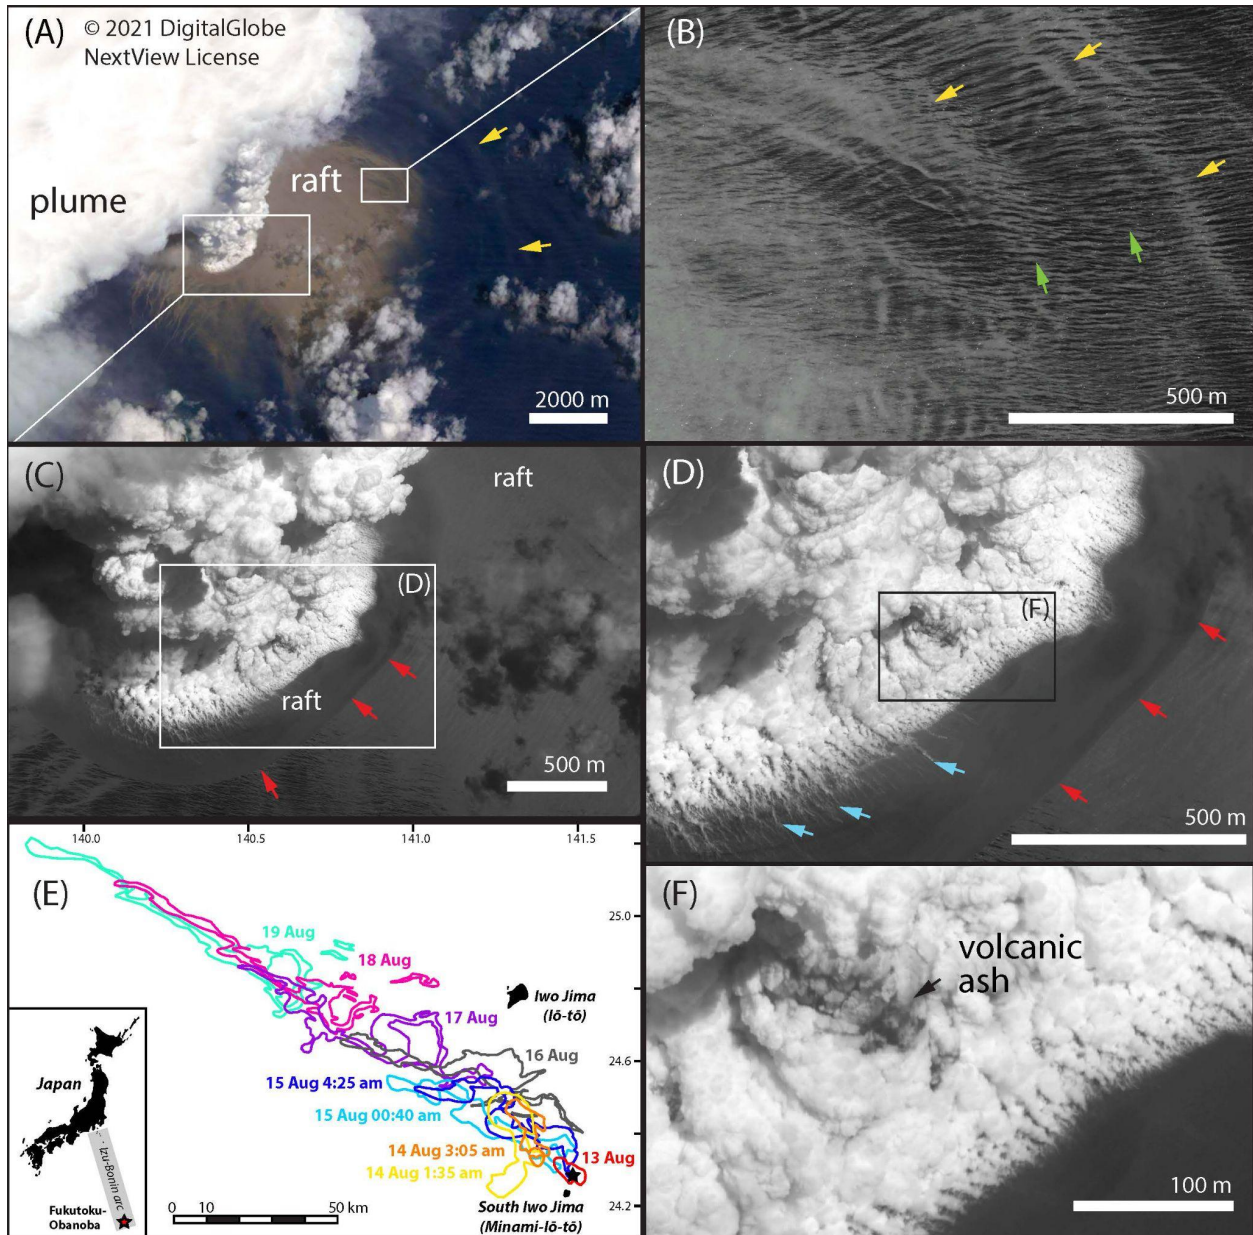 (A)
© 2021 DigitalGlobe
NextView License
plume
raft
2000 m
(B)
500 m
(C)
raft
(D)
raft
500 m
(D)
(F)
500 m
(E)
140.0
140.5
141.0
141.5
25.0
24.6
24.2
19 Aug
18 Aug
Iwo Jima
(Iō-tō)
17 Aug
16 Aug
15 Aug 4:25 am
15 Aug 00:40 am
14 Aug 3:05 am
13 Aug
14 Aug 1:35 am
0 10 50 km
South Iwo Jima
(Minami-Iō-tō)
Japan
Izu-Bonin arc
Fukutoku-
Obanoba
(F)
volcanic
ash
100 m